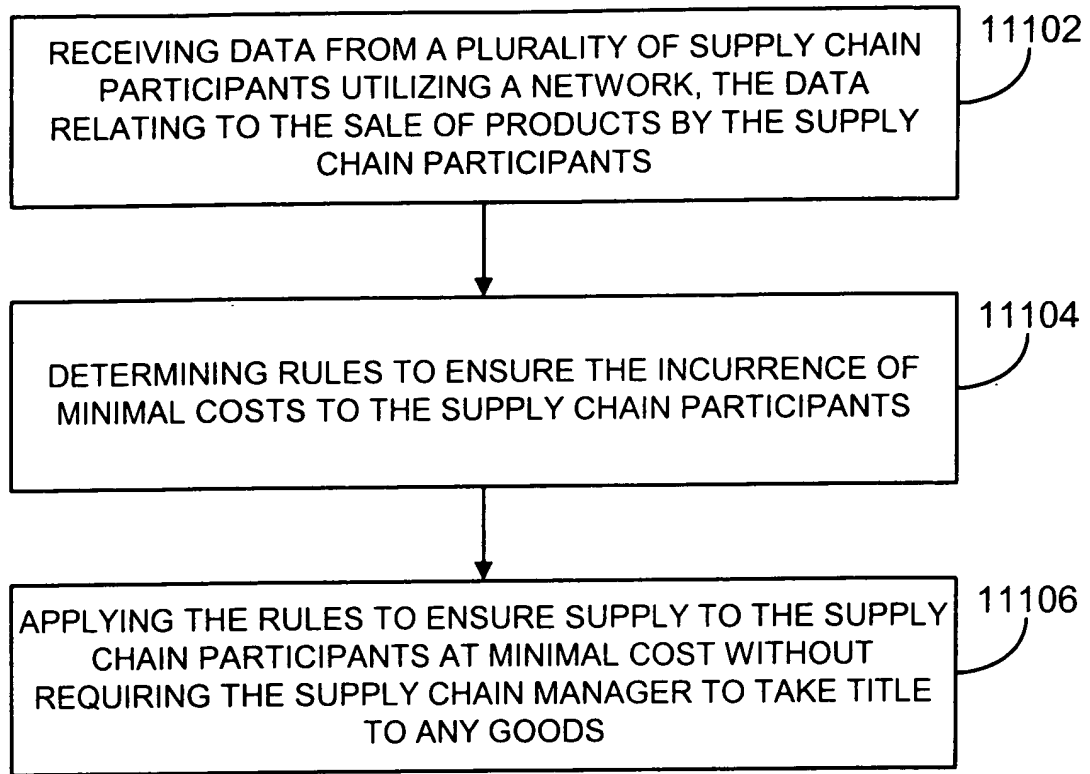 RECEIVING DATA FROM A PLURALITY OF SUPPLY CHAIN
PARTICIPANTS UTILIZING A NETWORK, THE DATA
RELATING TO THE SALE OF PRODUCTS BY THE SUPPLY
CHAIN PARTICIPANTS
11102
DETERMINING RULES TO ENSURE THE INCURRENCE OF
MINIMAL COSTS TO THE SUPPLY CHAIN PARTICIPANTS
11104
APPLYING THE RULES TO ENSURE SUPPLY TO THE SUPPLY
CHAIN PARTICIPANTS AT MINIMAL COST WITHOUT
REQUIRING THE SUPPLY CHAIN MANAGER TO TAKE TITLE
TO ANY GOODS
11106